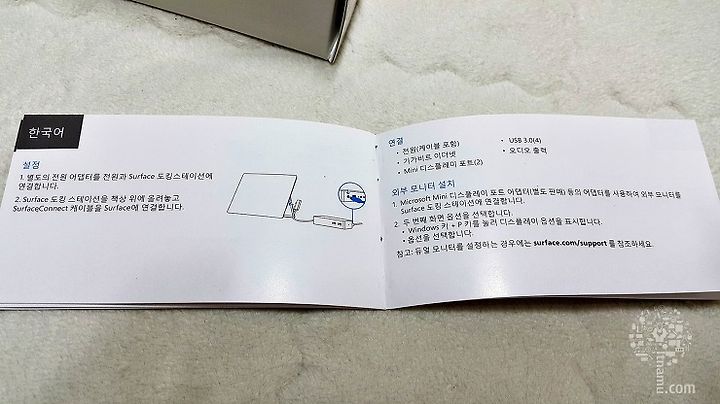 한국어
설정
1. 별도의 전원 어댑터를 전원과 Surface 도킹스테이션에
연결합니다.
2. Surface 도킹 스테이션을 책상 위에 올려놓고
SurfaceConnect 케이블을 Surface에 연결합니다.
연결
• 전원(케이블 포함)
• 기가비트 이더넷
• Mini 디스플레이 포트(2)
• USB 3.0(4)
• 오디오 출력
외부 모니터 설치
1. Microsoft Mini 디스플레이 포트 어댑터(별도 판매) 등의 어댑터를 사용하여 외부 모니터를
Surface 도킹 스테이션에 연결합니다.
2. 두 번째 화면 옵션을 선택합니다.
• Windows 키 + P 키를 눌러 디스플레이 옵션을 표시합니다.
• 옵션을 선택합니다.
참고: 듀얼 모니터를 설정하는 경우에는 surface.com/support 를 참조하세요.
itnamu.com